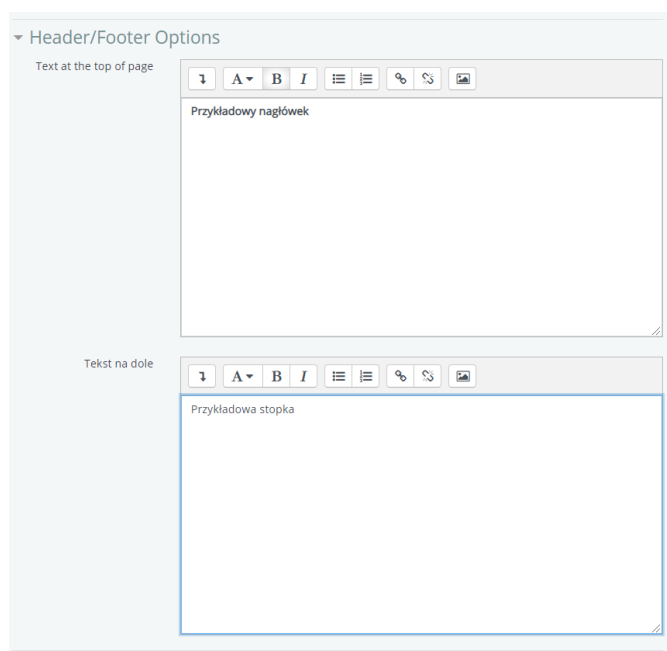 Header/Footer Options
Text at the top of page
A B I
Przykładowy nagłówek
Tekst na dole
A B I
Przykładowa stopka